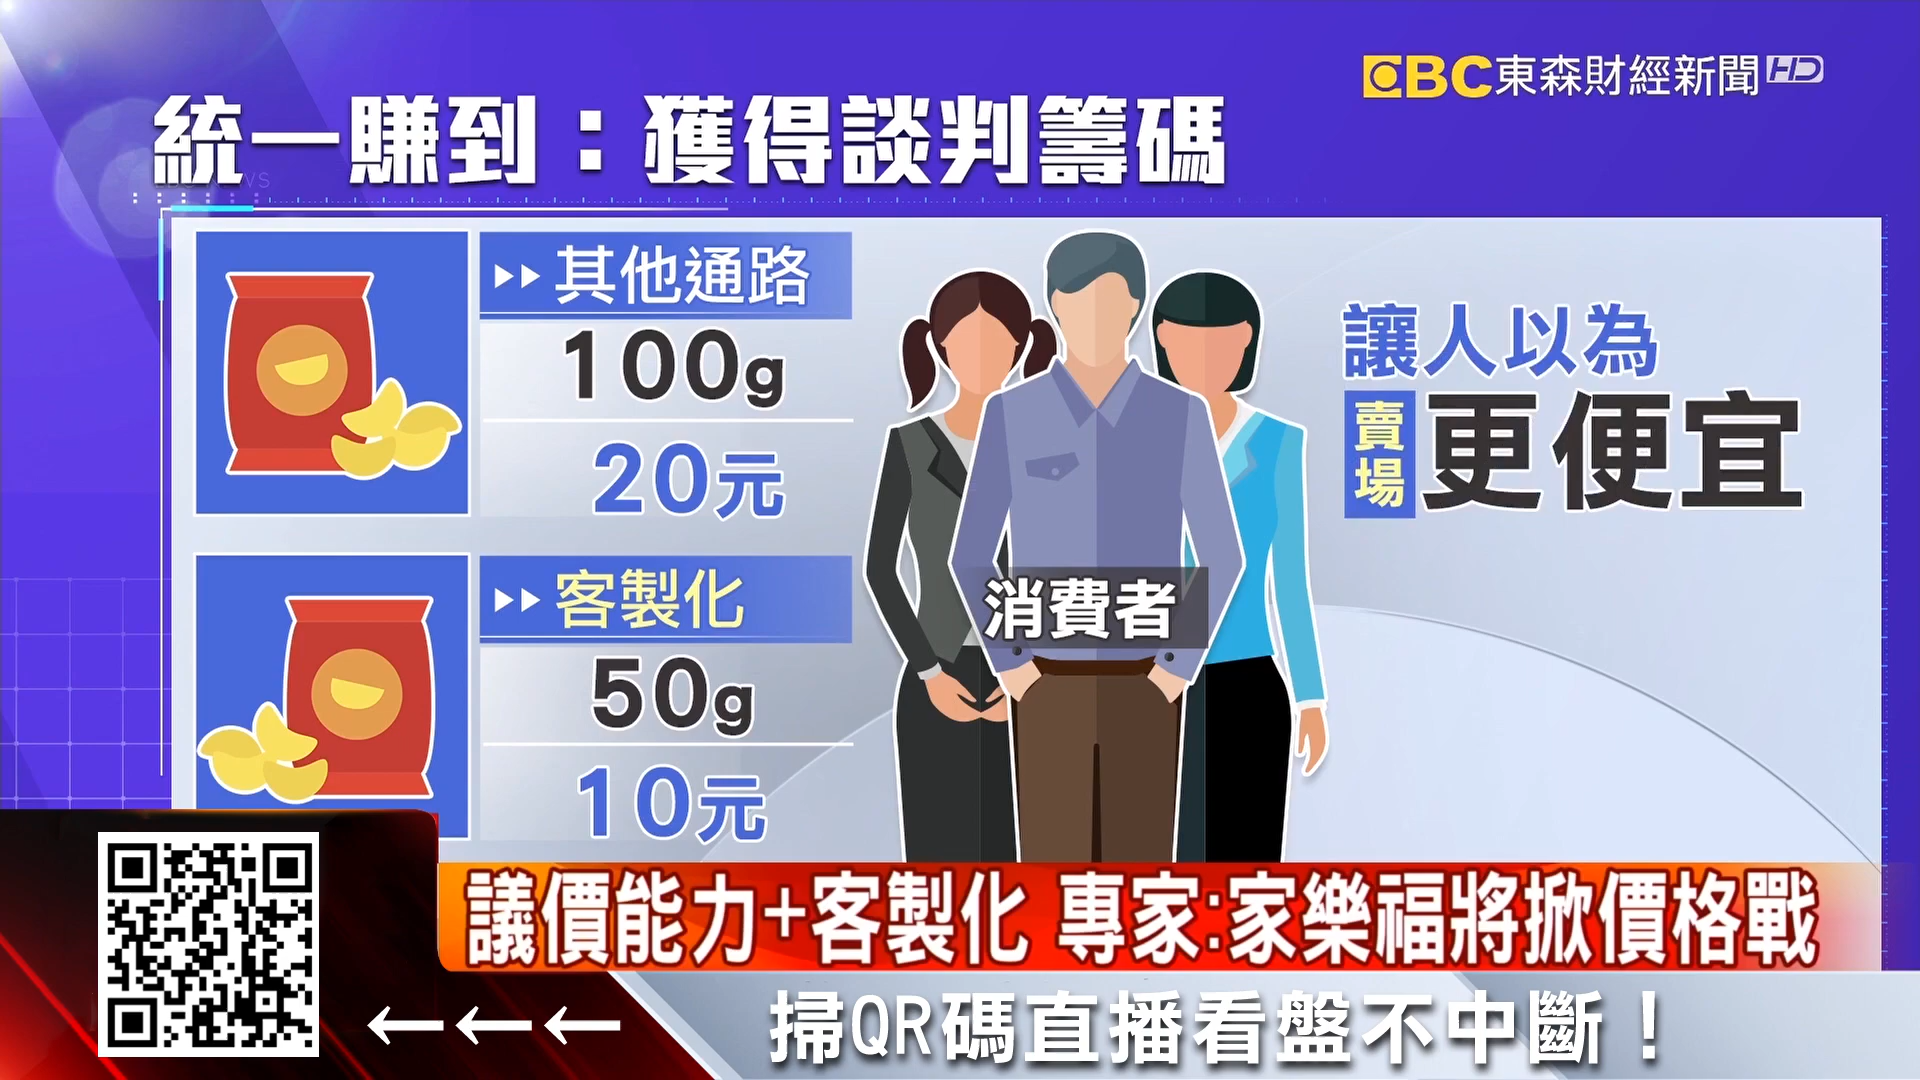 EBC東森財經新聞HD
統一賺到：獲得談判籌碼
其他通路
100g
20元
客製化
50g
10元
消費者
讓人以為
賣場更便宜
議價能力+客製化 專家:家樂福將掀價格戰
←←← 掃QR碼直播看盤不中斷！